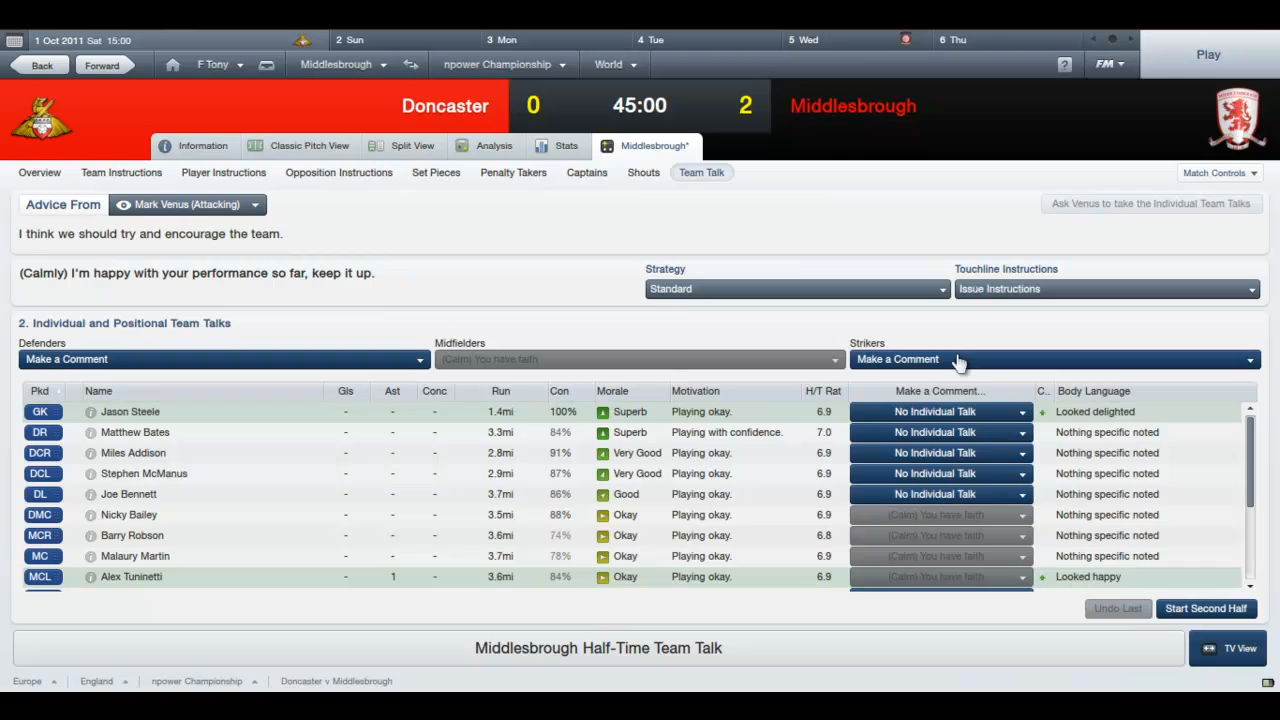 1 Oct 2011 Sat 15:00 2 Sun 3 Mon 4 Tue 5 Wed 6 Thu
Back Forward F Tony Middlesbrough npower Championship World ? FM Play
Doncaster 0 45:00 2 Middlesbrough
Information Classic Pitch View Split View Analysis Stats Middlesbrough*
Overview Team Instructions Player Instructions Opposition Instructions Set Pieces Penalty Takers Captains Shouts Team Talk Match Controls
Advice From Mark Venus (Attacking) Ask Venus to take the Individual Team Talks
I think we should try and encourage the team.
(Calmly) I'm happy with your performance so far, keep it up.
Strategy Touchline Instructions
Standard Issue Instructions
2. Individual and Positional Team Talks
Defenders Midfielders Strikers
Make a Comment (Calm) You have faith Make a Comment
Pkd Name Gls Ast Conc Run Con Morale Motivation H/T Rat Make a Comment... C.. Body Language
GK Jason Steele - - - 1.4mi 100% Superb Playing okay. 6.9 No Individual Talk Looked delighted
DR Matthew Bates - - - 3.3mi 84% Superb Playing with confidence. 7.0 No Individual Talk Nothing specific noted
DCR Miles Addison - - - 2.8mi 91% Very Good Playing okay. 6.9 No Individual Talk Nothing specific noted
DCL Stephen McManus - - - 2.9mi 87% Very Good Playing okay. 6.9 No Individual Talk Nothing specific noted
DL Joe Bennett - - - 3.7mi 86% Good Playing okay. 6.9 No Individual Talk Nothing specific noted
DMC Nicky Bailey - - - 3.5mi 88% Okay Playing okay. 6.9 (Calm) You have faith Nothing specific noted
MCR Barry Robson - - - 3.6mi 74% Okay Playing okay. 6.8 (Calm) You have faith Nothing specific noted
MC Malaury Martin - - - 3.7mi 78% Okay Playing okay. 6.9 (Calm) You have faith Nothing specific noted
MCL Alex Tuninetti - 1 - 3.6mi 84% Okay Playing okay. 6.9 (Calm) You have faith Looked happy
Undo Last Start Second Half
Middlesbrough Half-Time Team Talk TV View
Europe England npower Championship Doncaster v Middlesbrough